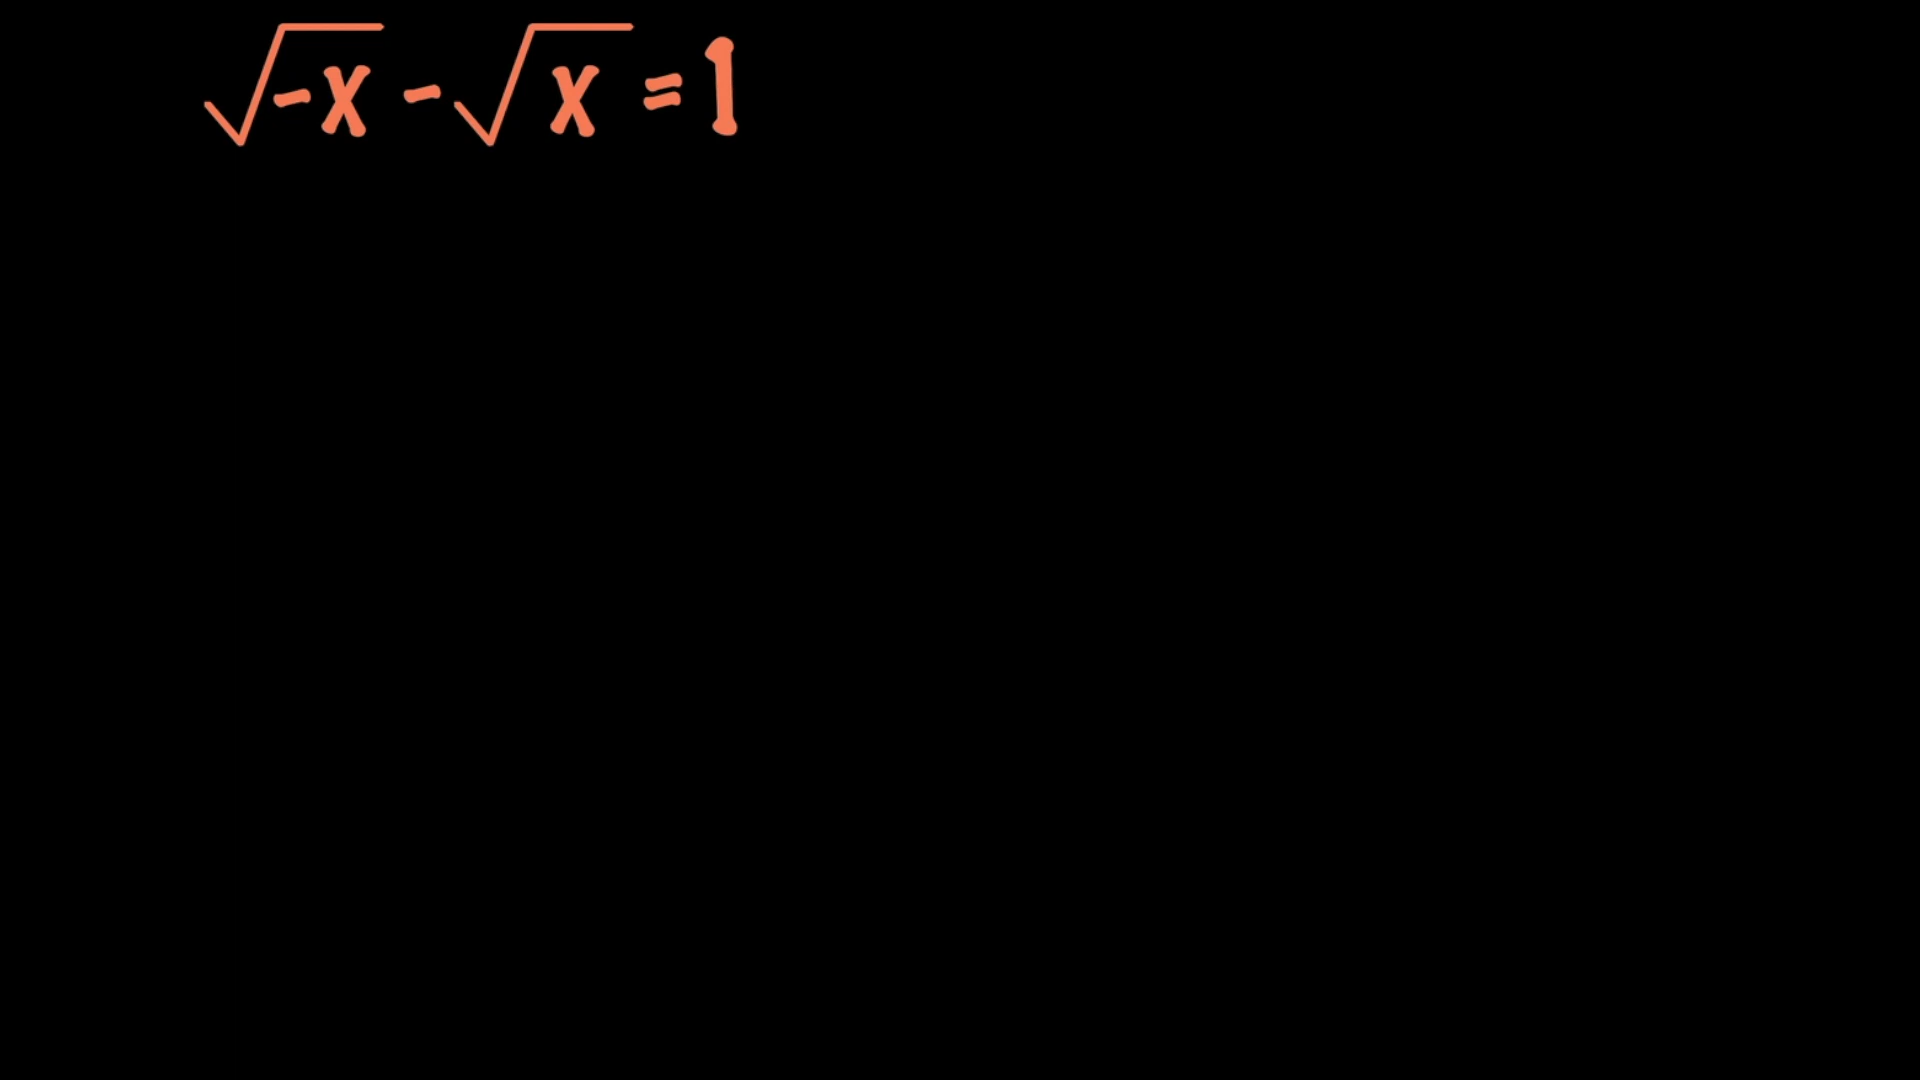 √-x - √x = 1